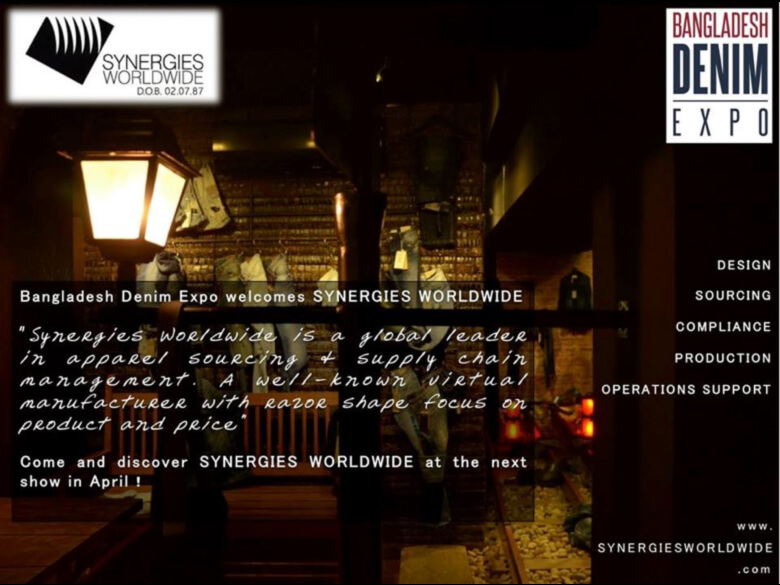 SYNERGIES
WORLDWIDE
D.O.B. 02.07.87
BANGLADESH
DENIM
EXPO
DESIGN
SOURCING
COMPLIANCE
PRODUCTION
OPERATIONS SUPPORT
Bangladesh Denim Expo welcomes SYNERGIES WORLDWIDE
"Synergies Worldwide is a global leader
in apparel sourcing & supply chain
management. A well-known virtual
manufacturer with razor shape focus on
product and price"
Come and discover SYNERGIES WORLDWIDE at the next
show in April !
www.
SYNERGIESWORLDWIDE
.com